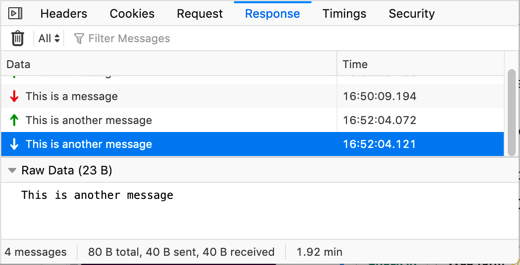 Headers Cookies Request Response Timings Security
All Filter Messages
Data Time
This is a message 16:50:09.194
This is another message 16:52:04.072
This is another message 16:52:04.121
Raw Data (23 B)
This is another message
4 messages 80 B total, 40 B sent, 40 B received 1.92 min